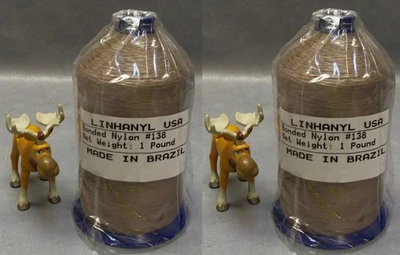 LINHANYL USA
Bonded Nylon #138
Net Weight: 1 Pound
MADE IN BRAZIL
LINHANYL USA
Bonded Nylon #138
Net Weight: 1 Pound
MADE IN BRAZIL